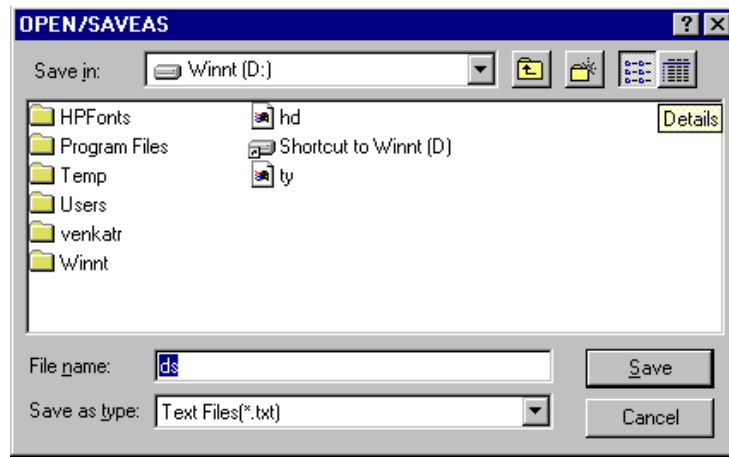 OPEN/SAVEAS
Save in: Winnt (D:)
HPFonts hd Details
Program Files Shortcut to Winnt (D)
Temp ty
Users
venkatr
Winnt
File name: ds Save
Save as type: Text Files(*.txt) Cancel